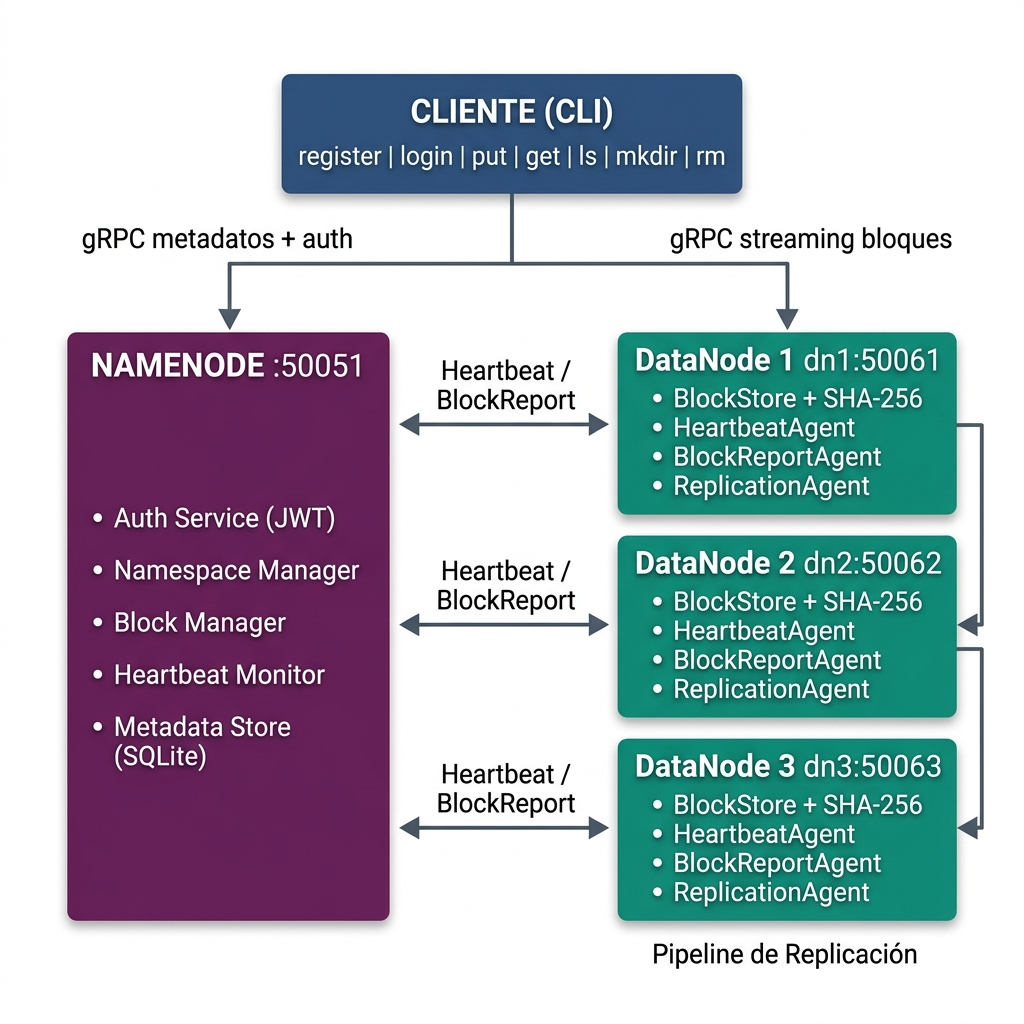 CLIENTE (CLI)
register | login | put | get | ls | mkdir | rm
gRPC metadatos + auth
gRPC streaming bloques
NAMENODE :50051
• Auth Service (JWT)
• Namespace Manager
• Block Manager
• Heartbeat Monitor
• Metadata Store
(SQLite)
Heartbeat /
BlockReport
Heartbeat /
BlockReport
Heartbeat /
BlockReport
DataNode 1 dn1:50061
• BlockStore + SHA-256
• HeartbeatAgent
• BlockReportAgent
• ReplicationAgent
DataNode 2 dn2:50062
• BlockStore + SHA-256
• HeartbeatAgent
• BlockReportAgent
• ReplicationAgent
DataNode 3 dn3:50063
• BlockStore + SHA-256
• HeartbeatAgent
• BlockReportAgent
• ReplicationAgent
Pipeline de Replicación